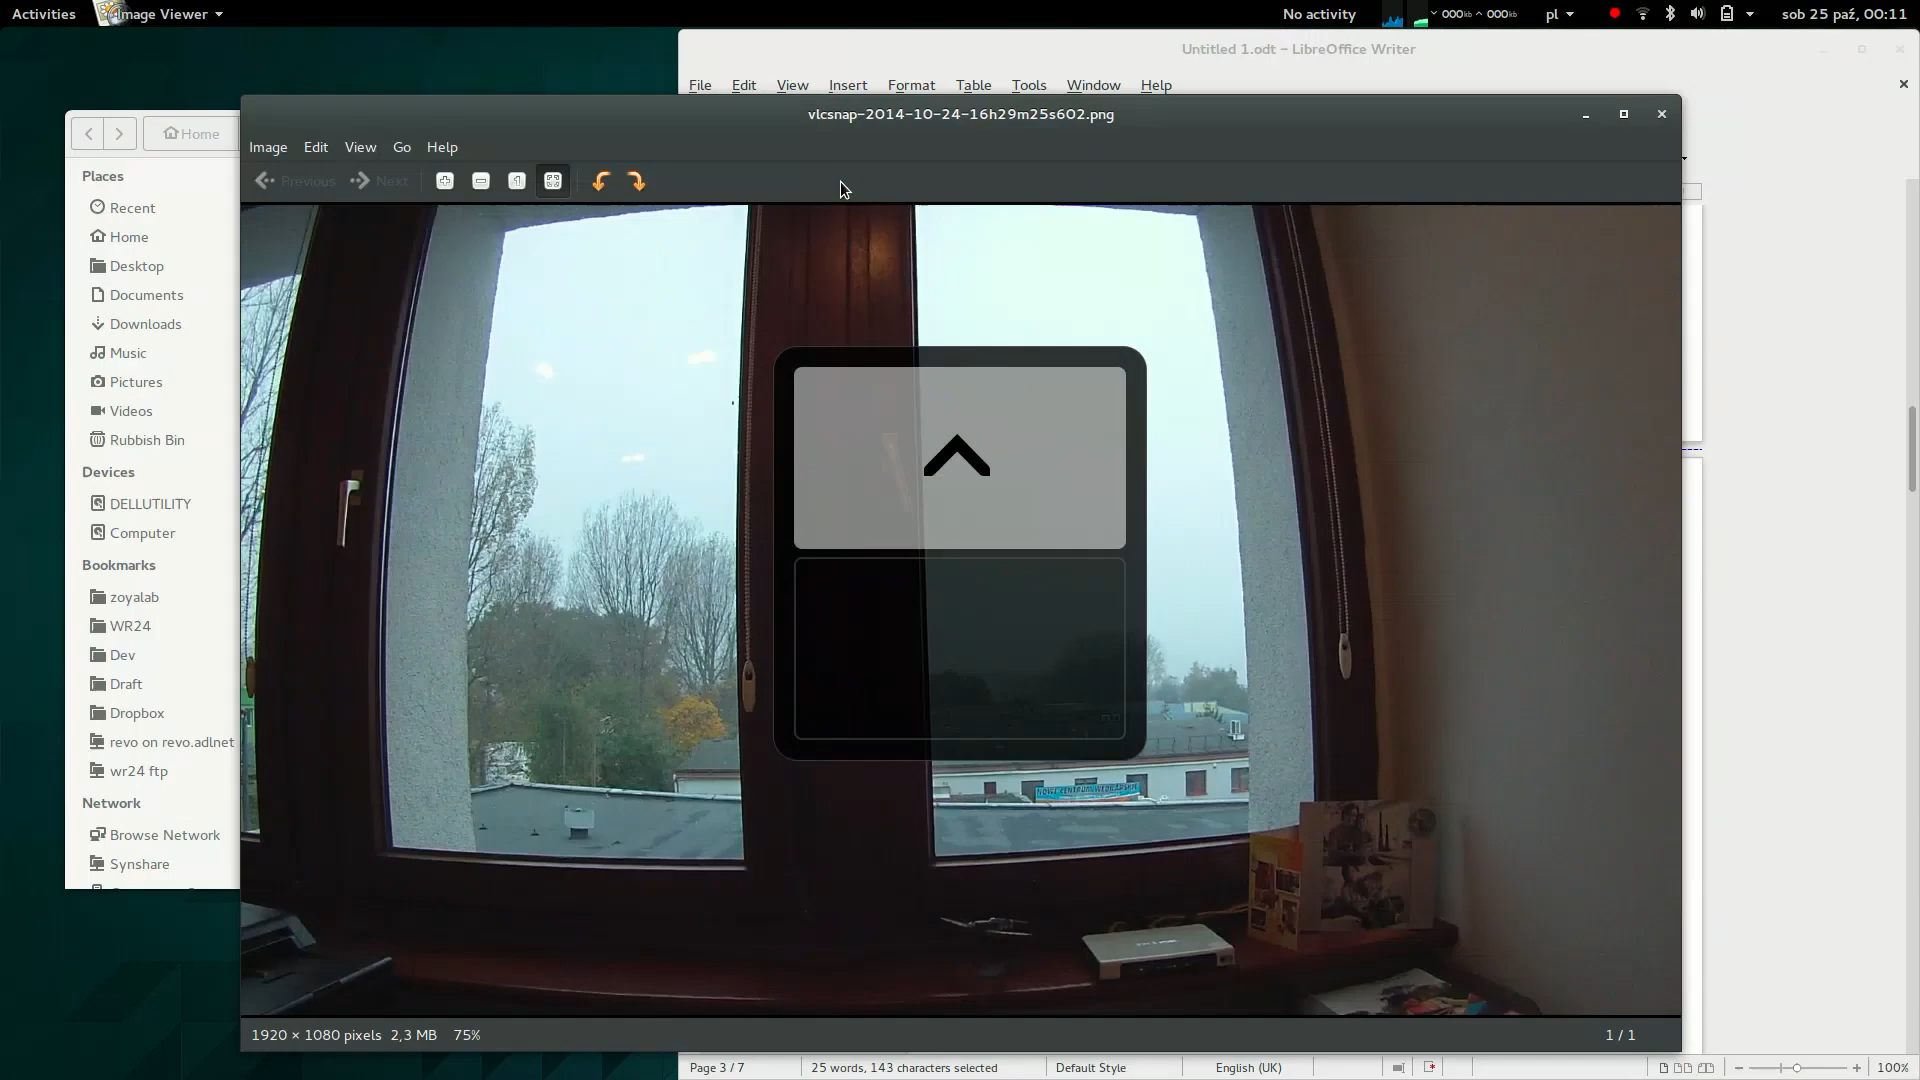 Activities Image Viewer No activity 000kb 000kb pl sob 25 paź, 00:11
Untitled 1.odt – LibreOffice Writer
File Edit View Insert Format Table Tools Window Help
vlcsnap-2014-10-24-16h29m25s602.png
Home
Image Edit View Go Help
Previous Next
Places
Recent
Home
Desktop
Documents
Downloads
Music
Pictures
Videos
Rubbish Bin
Devices
DELLUTILITY
Computer
Bookmarks
zoyalab
WR24
Dev
Draft
Dropbox
revo on revo.adlnet
wr24 ftp
Network
Browse Network
Synshare
NOWE CENTRUM
1920 × 1080 pixels 2,3 MB 75% 1 / 1
Page 3 / 7 25 words, 143 characters selected Default Style English (UK) 100%